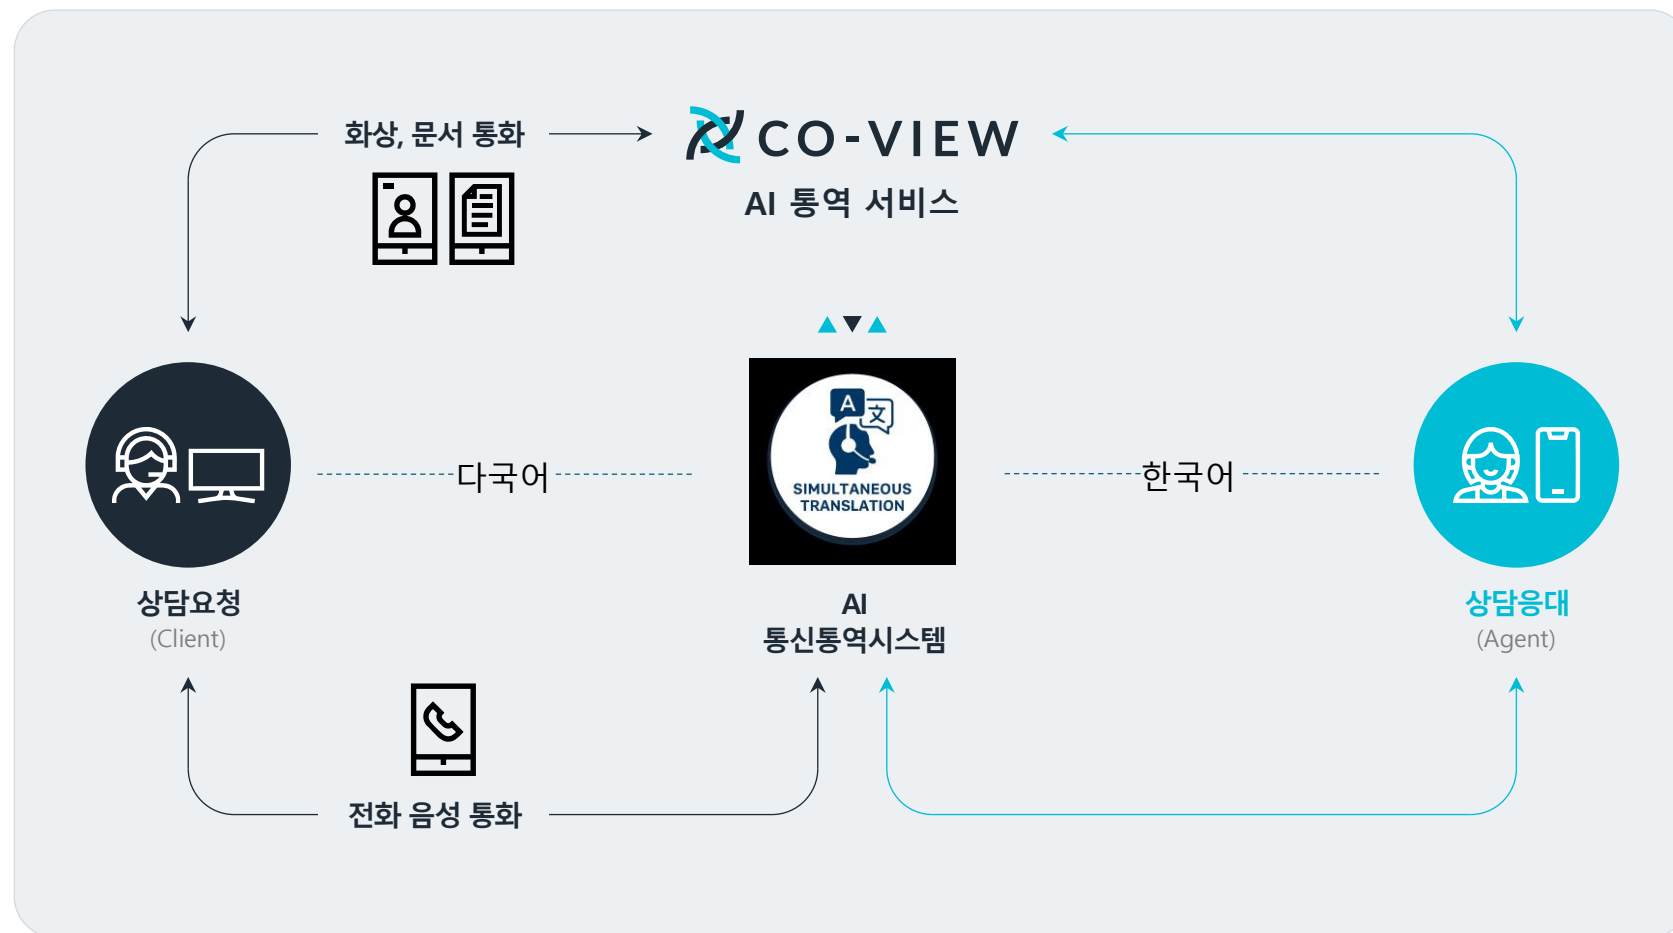 화상, 문서 통화
CO-VIEW
AI 통역 서비스
A 文
SIMULTANEOUS
TRANSLATION
다국어
한국어
상담요청
(Client)
AI
통신통역시스템
상담응대
(Agent)
전화 음성 통화